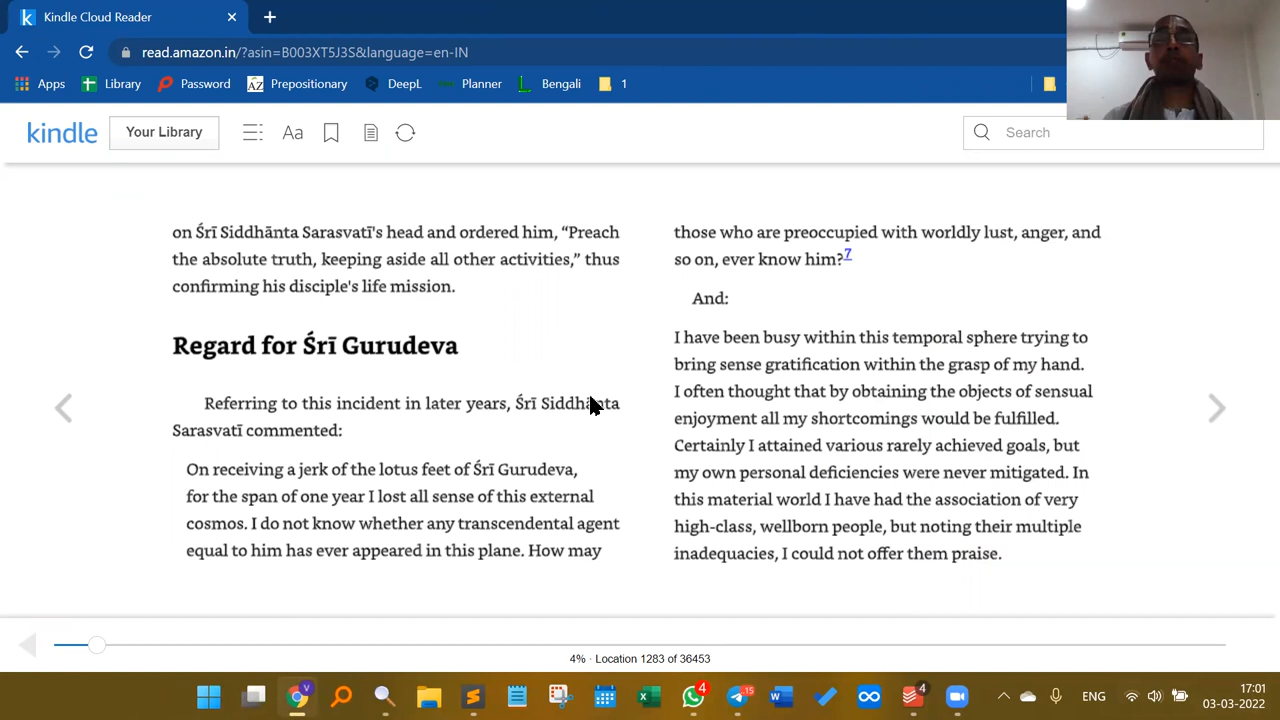 Kindle Cloud Reader
read.amazon.in/?asin=B003XT5J3S&language=en-IN
Apps Library Password AZ Prepositionary DeepL Planner Bengali 1
kindle Your Library Aa Search
on Śrī Siddhānta Sarasvatī's head and ordered him, “Preach
the absolute truth, keeping aside all other activities,” thus
confirming his disciple's life mission.
Regard for Śrī Gurudeva
Referring to this incident in later years, Śrī Siddhānta
Sarasvatī commented:
On receiving a jerk of the lotus feet of Śrī Gurudeva,
for the span of one year I lost all sense of this external
cosmos. I do not know whether any transcendental agent
equal to him has ever appeared in this plane. How may
those who are preoccupied with worldly lust, anger, and
so on, ever know him?7
And:
I have been busy within this temporal sphere trying to
bring sense gratification within the grasp of my hand.
I often thought that by obtaining the objects of sensual
enjoyment all my shortcomings would be fulfilled.
Certainly I attained various rarely achieved goals, but
my own personal deficiencies were never mitigated. In
this material world I have had the association of very
high-class, wellborn people, but noting their multiple
inadequacies, I could not offer them praise.
4% · Location 1283 of 36453
V 4 15 4 ENG 17:01
03-03-2022